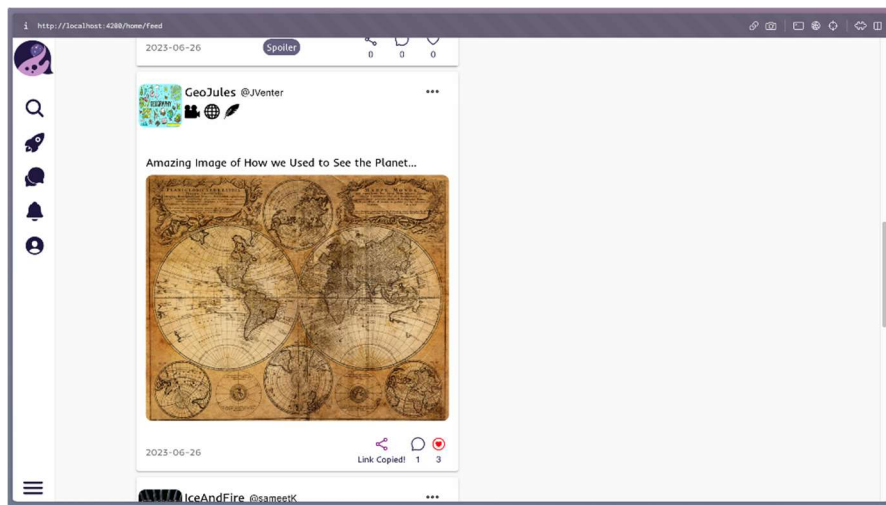 http://localhost:4200/home/feed
2023-06-26
Spoiler
0 0 0
GeoJules @JVenter
Amazing Image of How we Used to See the Planet...
2023-06-26
Link Copied! 1 3
IceAndFire @sameetK